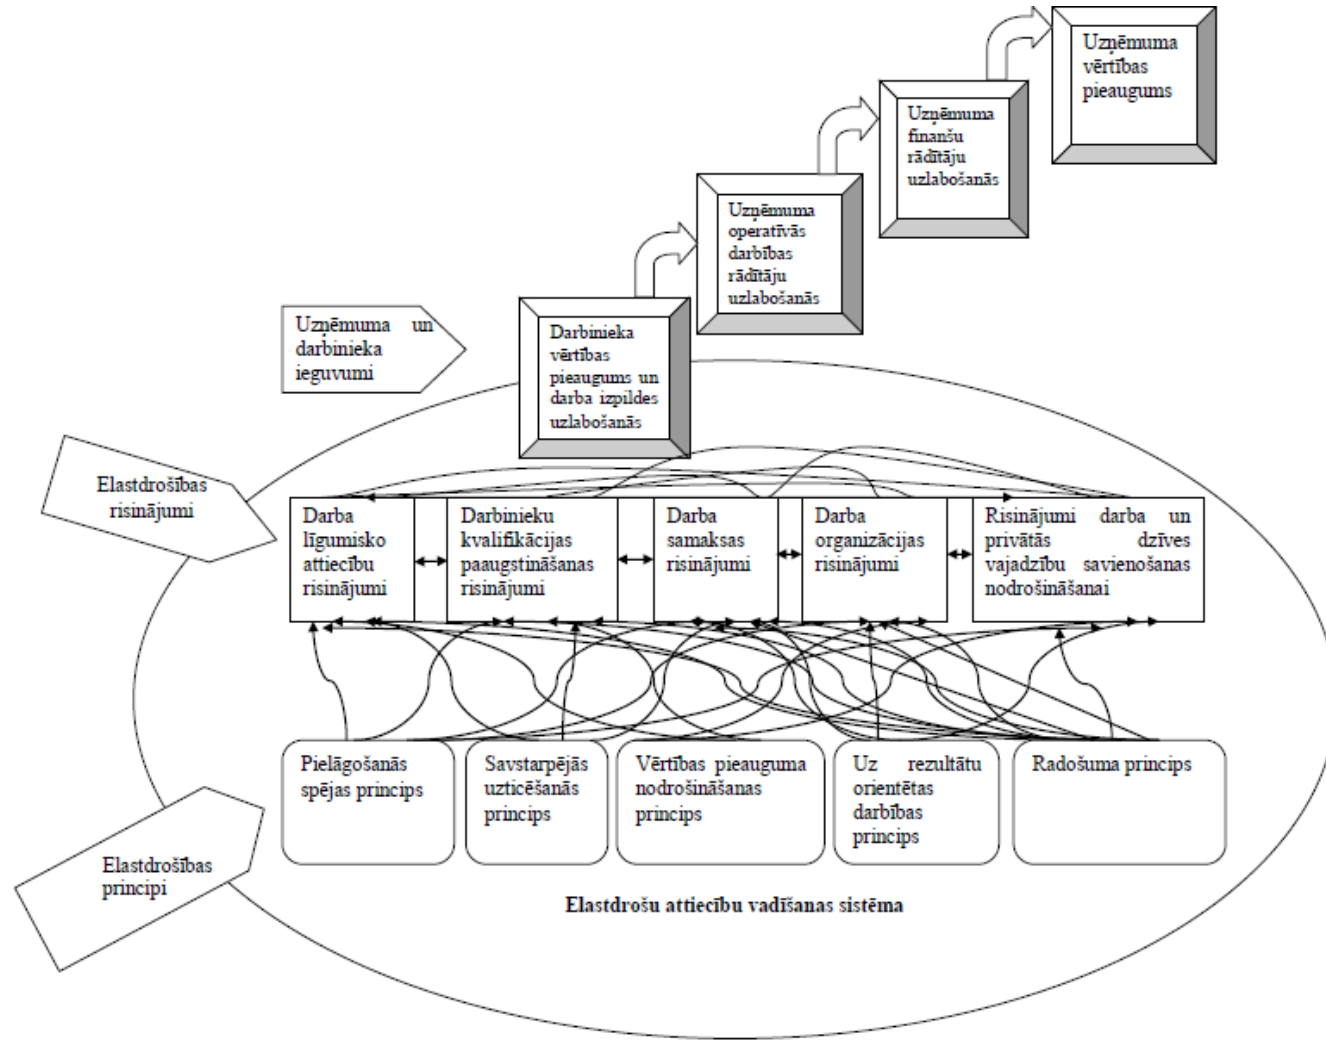 Uzņēmuma
vērtības
pieaugums
Uzņēmuma
finanšu
rādītāju
uzlabošanās
Uzņēmuma
operatīvās
darbības
rādītāju
uzlabošanās
Uzņēmuma un
darbinieka
ieguvumi
Darbinieka
vērtības
pieaugums un
darba izpildes
uzlabošanās
Elastdrošības
risinājumi
Darba
līgumisko
attiecību
risinājumi
Darbinieku
kvalifikācijas
paaugstināšanas
risinājumi
Darba
samaksas
risinājumi
Darba
organizācijas
risinājumi
Risinājumi darba un
privātās dzīves
vajadzību savienošanas
nodrošināšanai
Pielāgošanās
spējas princips
Savstarpējās
uzticēšanās
princips
Vērtības pieauguma
nodrošināšanas
princips
Uz rezultātu
orientētas
darbības
princips
Radošuma princips
Elastdrošības
principi
Elastdrošu attiecību vadīšanas sistēma